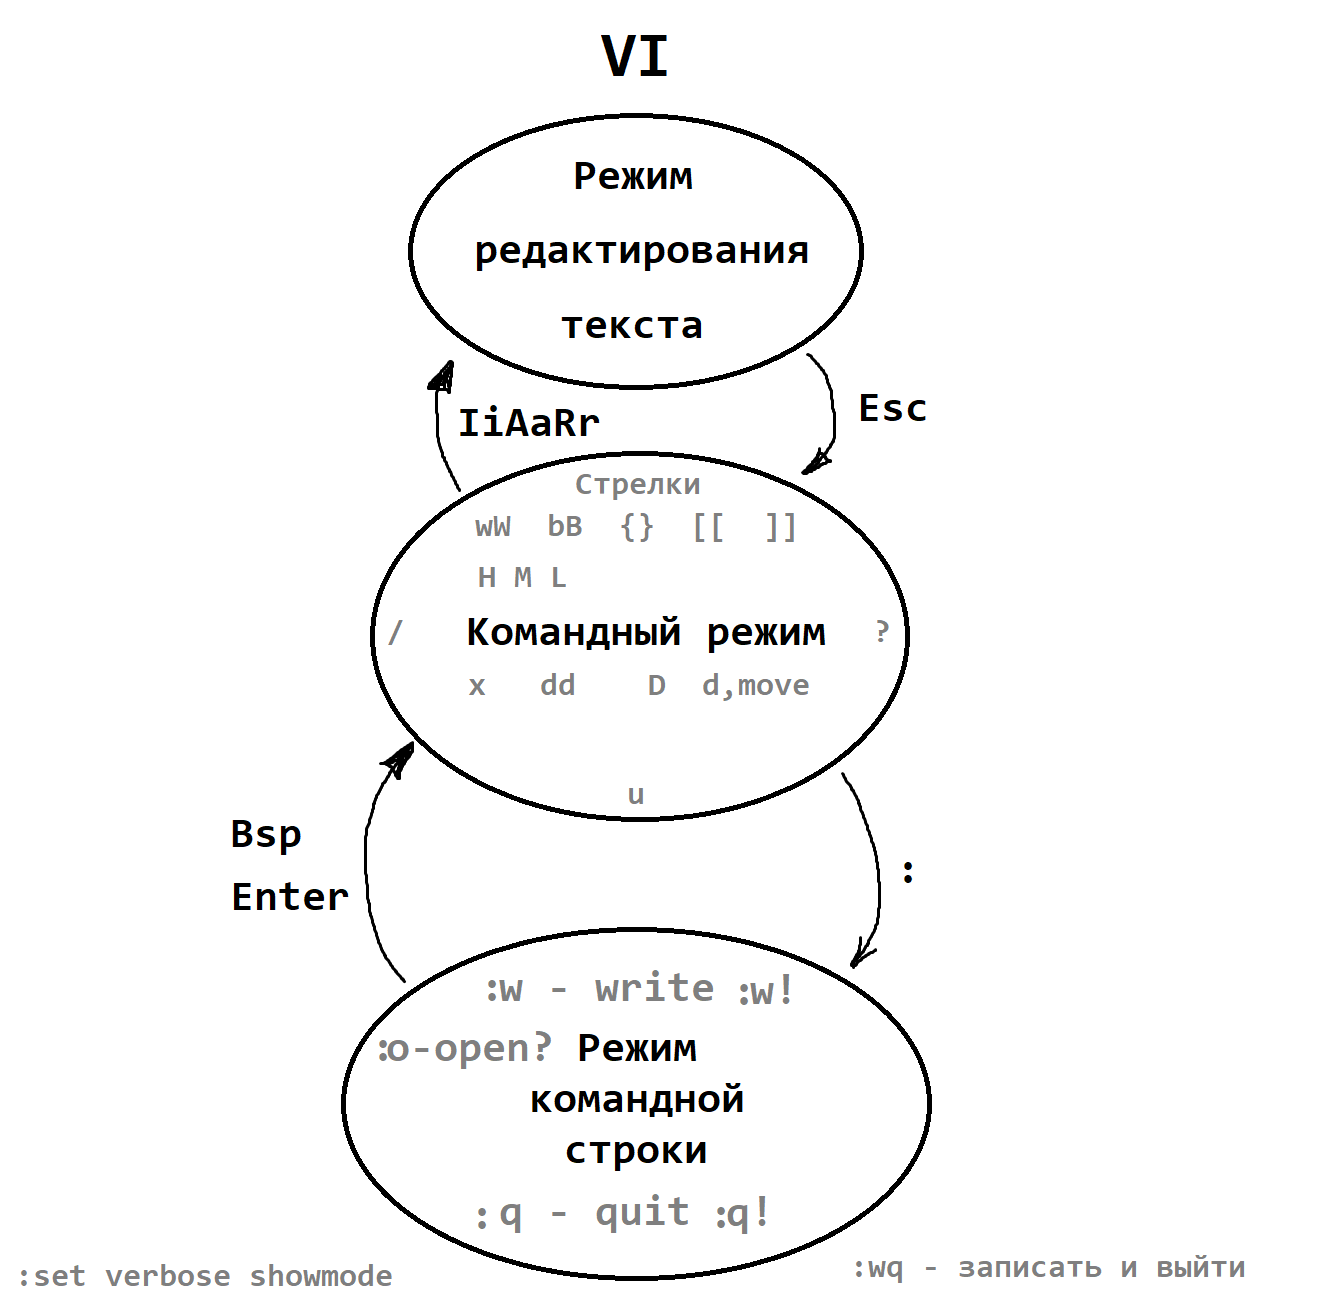 VI
Режим
редактирования
текста
IiAaRr
Esc
Стрелки
wW bB {} [[ ]]
H M L
/ Командный режим ?
x dd D d,move
u
Bsp
Enter
:
:w - write :w!
:o-open? Режим
командной
строки
:q - quit :q!
:set verbose showmode
:wq - записать и выйти